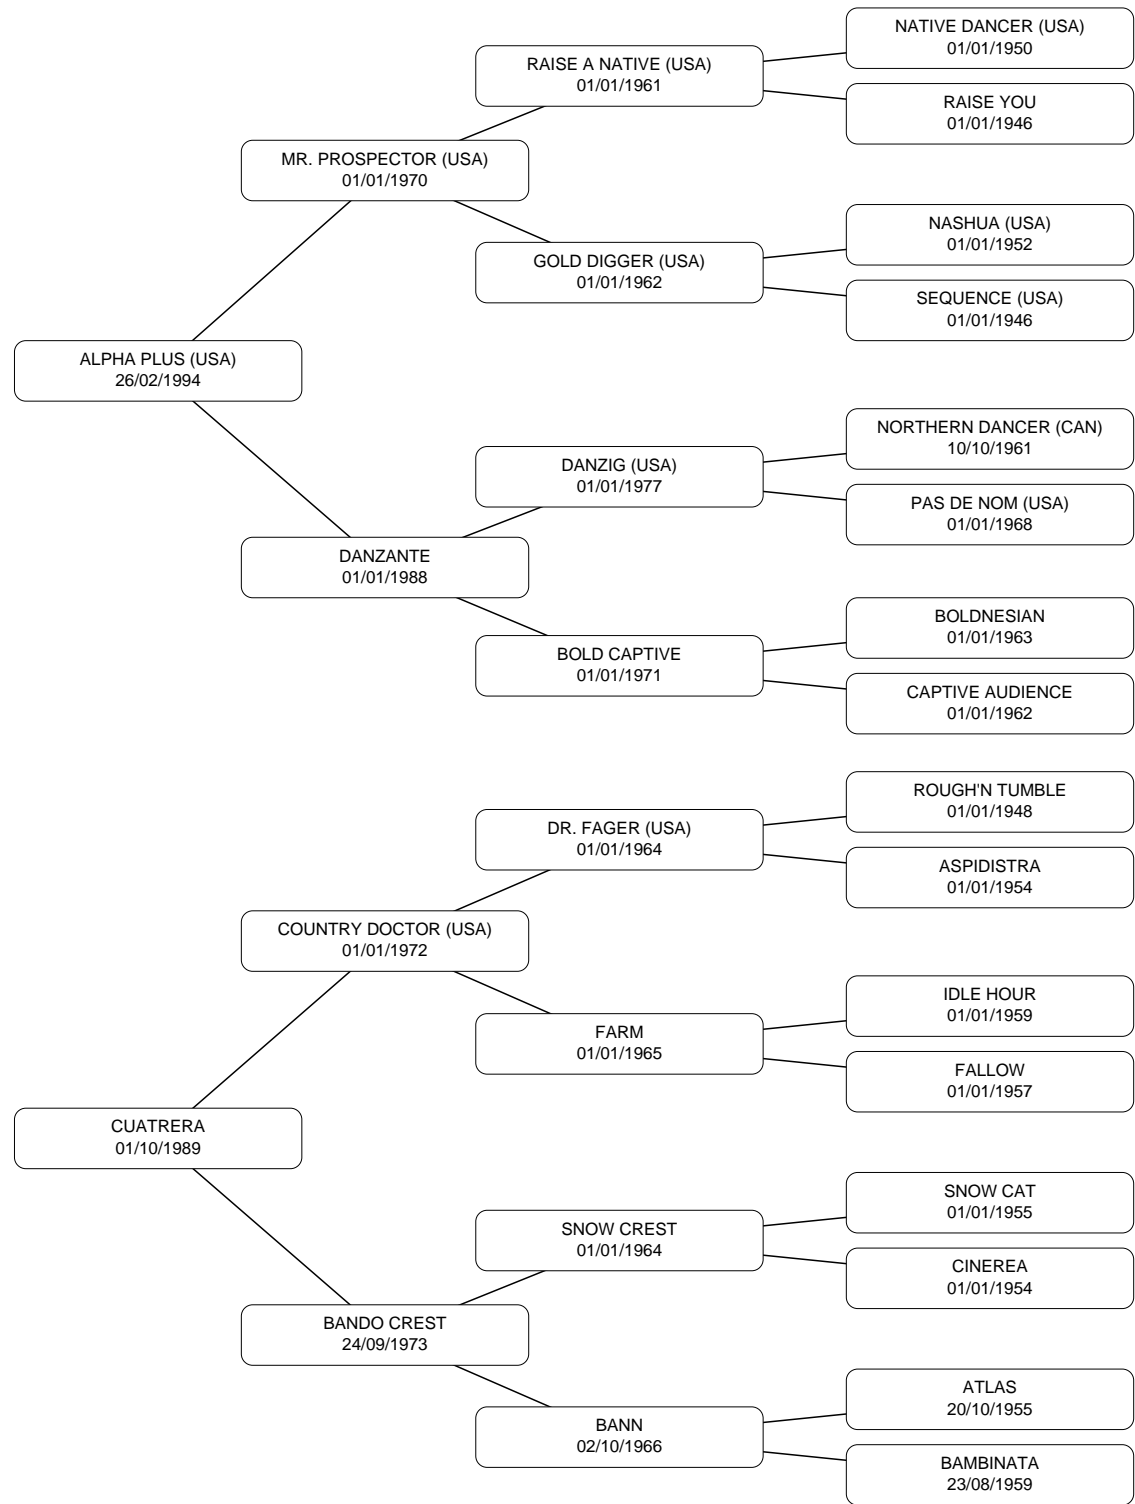 NATIVE DANCER (USA)
01/01/1950
RAISE A NATIVE (USA)
01/01/1961
RAISE YOU
01/01/1946
MR. PROSPECTOR (USA)
01/01/1970
NASHUA (USA)
01/01/1952
GOLD DIGGER (USA)
01/01/1962
SEQUENCE (USA)
01/01/1946
ALPHA PLUS (USA)
26/02/1994
NORTHERN DANCER (CAN)
10/10/1961
DANZIG (USA)
01/01/1977
PAS DE NOM (USA)
01/01/1968
DANZANTE
01/01/1988
BOLDNESIAN
01/01/1963
BOLD CAPTIVE
01/01/1971
CAPTIVE AUDIENCE
01/01/1962
ROUGH'N TUMBLE
01/01/1948
DR. FAGER (USA)
01/01/1964
ASPIDISTRA
01/01/1954
COUNTRY DOCTOR (USA)
01/01/1972
IDLE HOUR
01/01/1959
FARM
01/01/1965
FALLOW
01/01/1957
CUATRERA
01/10/1989
SNOW CAT
01/01/1955
SNOW CREST
01/01/1964
CINEREA
01/01/1954
BANDO CREST
24/09/1973
ATLAS
20/10/1955
BANN
02/10/1966
BAMBINATA
23/08/1959